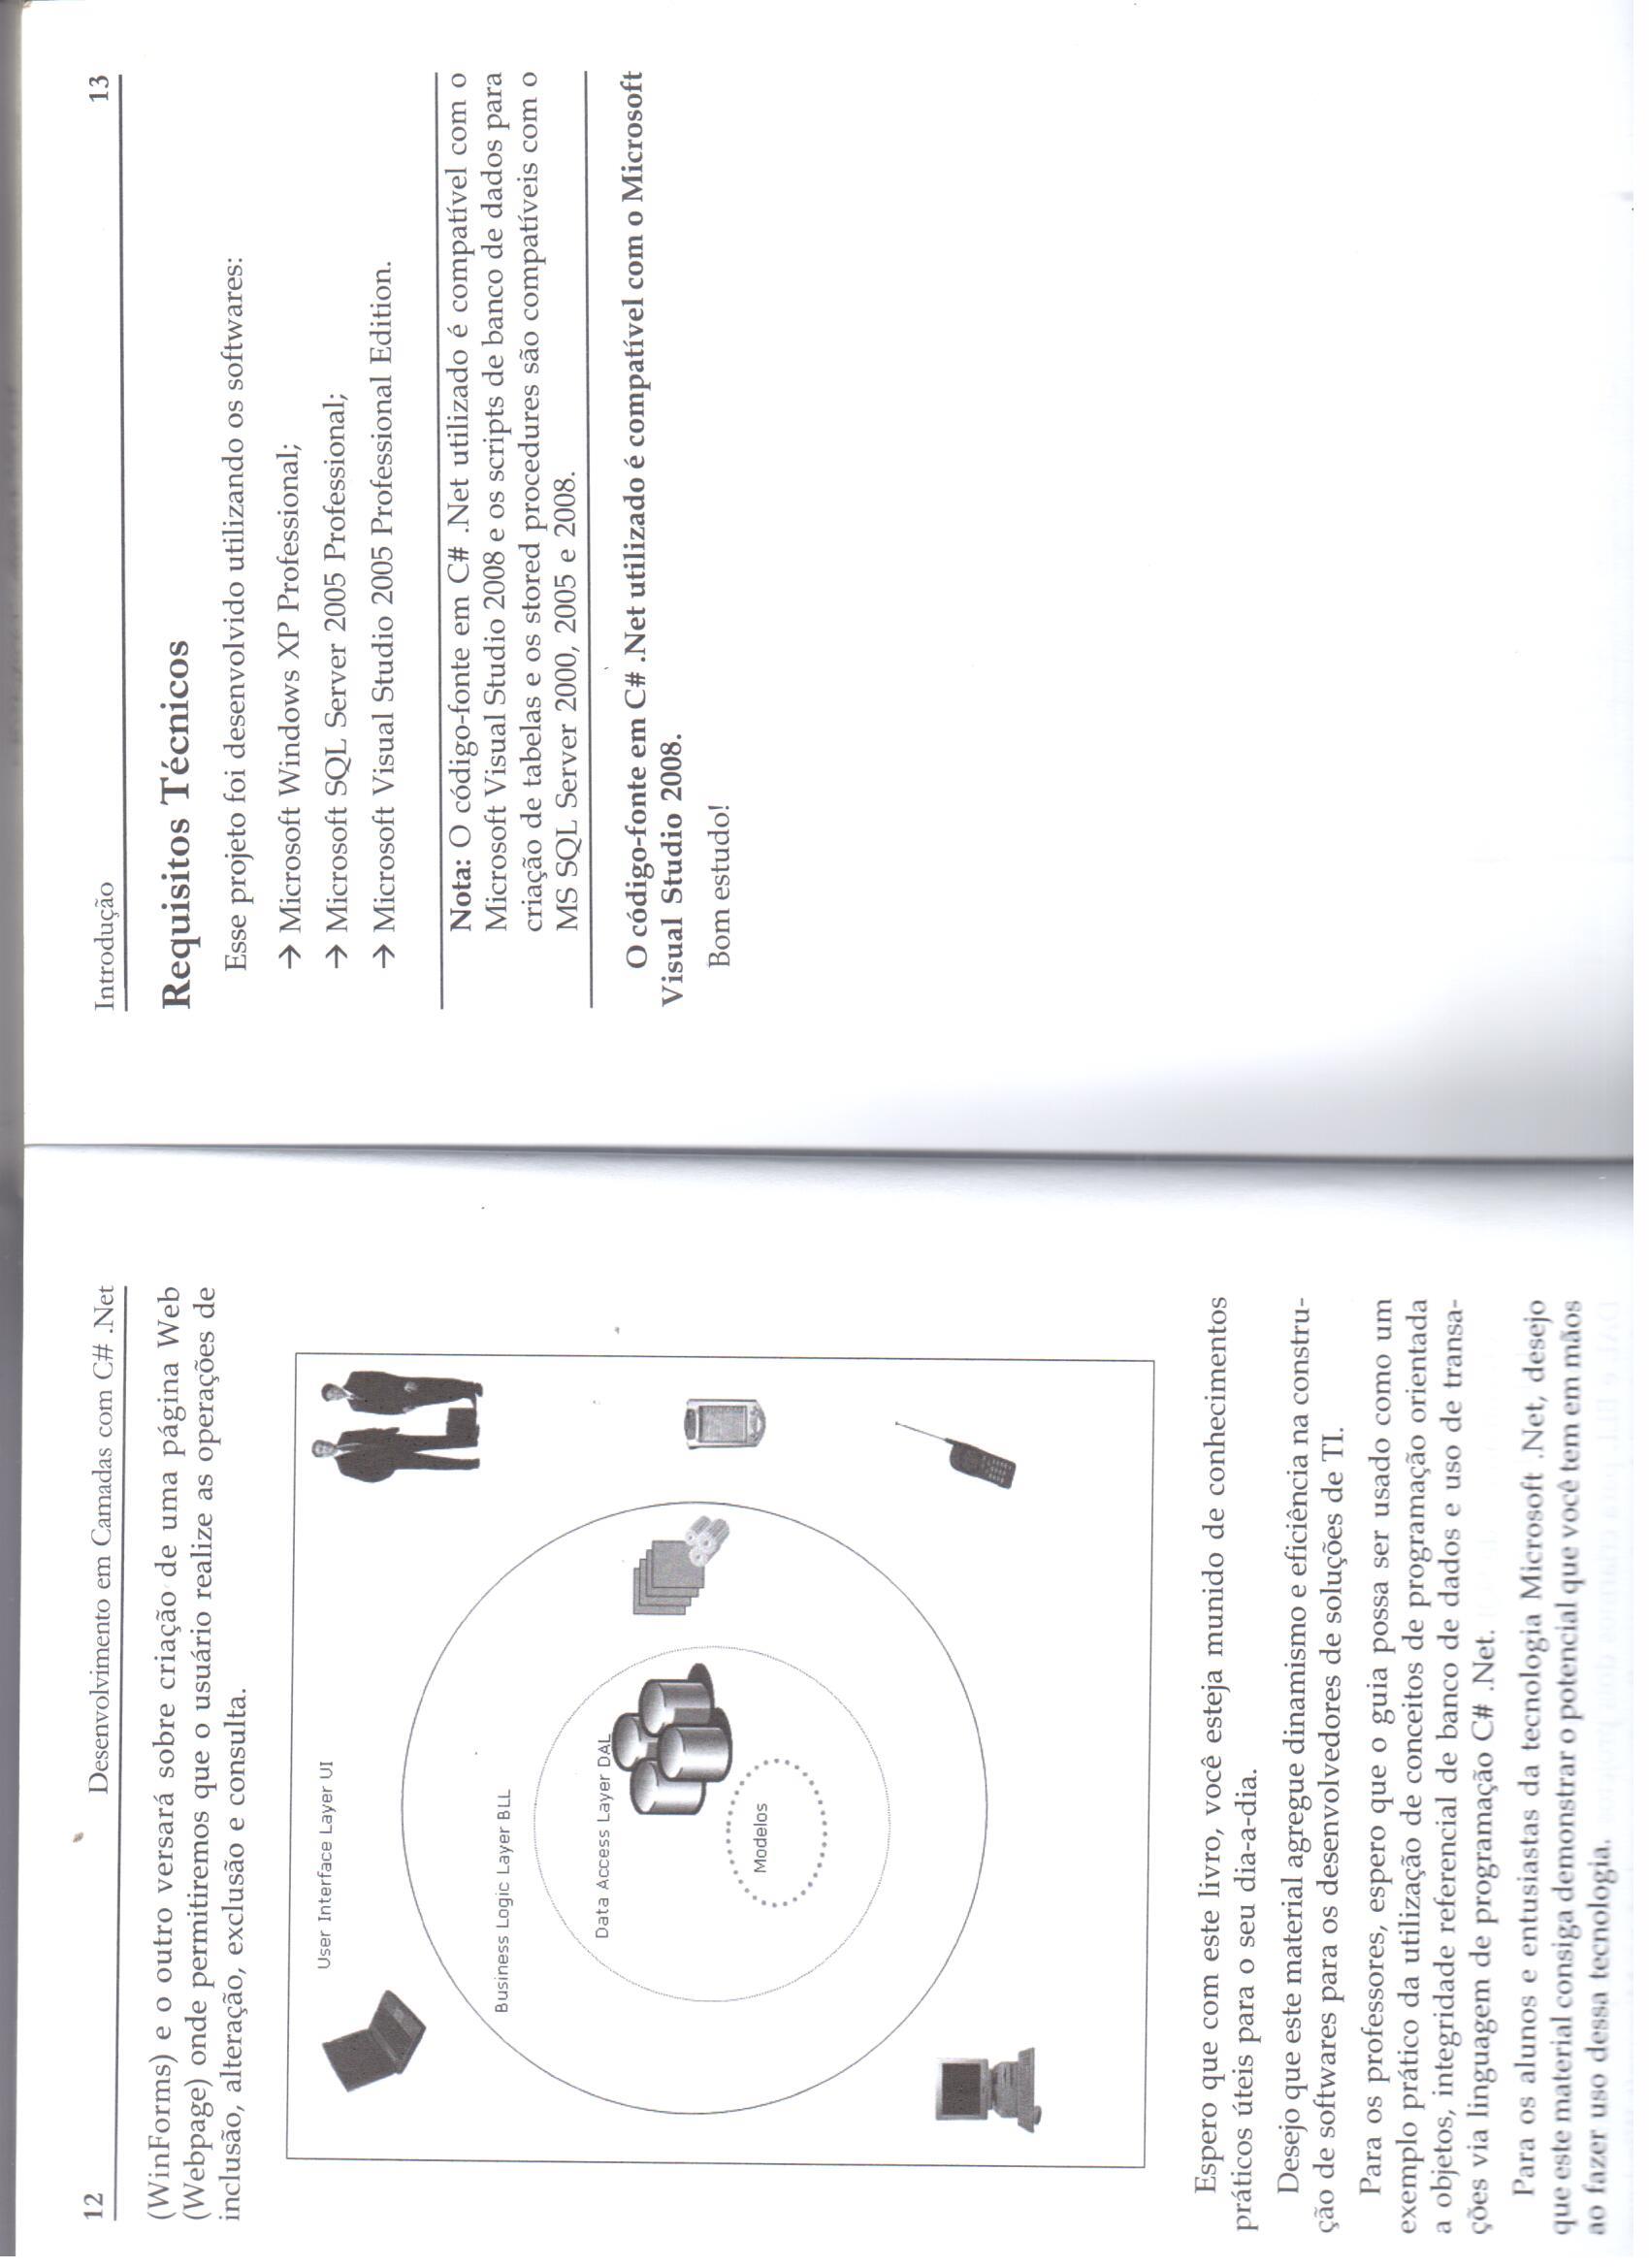 12
Desenvolvimento em Camadas com C# .Net
(WinForms) e o outro versará sobre criação de uma página Web
(Webpage) onde permitiremos que o usuário realize as operações de
inclusão, alteração, exclusão e consulta.
User Interface Layer UI
Business Logic Layer BLL
Data Access Layer DAL
Modelos
Espero que com este livro, você esteja munido de conhecimentos
práticos úteis para o seu dia-a-dia.
Desejo que este material agregue dinamismo e eficiência na constru-
ção de softwares para os desenvolvedores de soluções de TI.
Para os professores, espero que o guia possa ser usado como um
exemplo prático da utilização de conceitos de programação orientada
a objetos, integridade referencial de banco de dados e uso de transa-
ções via linguagem de programação C# .Net.
Para os alunos e entusiastas da tecnologia Microsoft .Net, desejo
que este material consiga demonstrar o potencial que você tem em mãos
ao fazer uso dessa tecnologia.
Introdução
13
Requisitos Técnicos
Esse projeto foi desenvolvido utilizando os softwares:
→ Microsoft Windows XP Professional;
→ Microsoft SQL Server 2005 Professional;
→ Microsoft Visual Studio 2005 Professional Edition.
Nota: O código-fonte em C# .Net utilizado é compatível com o
Microsoft Visual Studio 2008 e os scripts de banco de dados para
criação de tabelas e os stored procedures são compatíveis com o
MS SQL Server 2000, 2005 e 2008.
O código-fonte em C# .Net utilizado é compatível com o Microsoft
Visual Studio 2008.
Bom estudo!